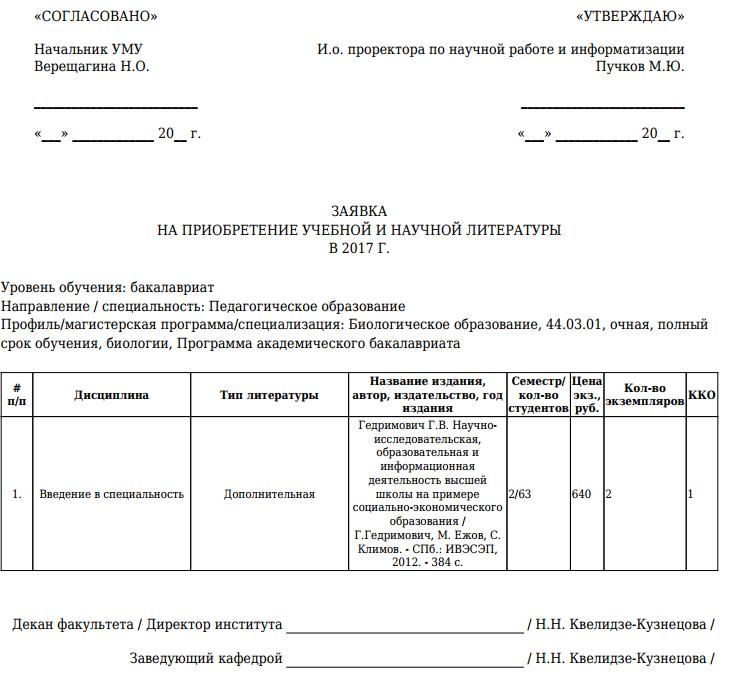 «СОГЛАСОВАНО»
«УТВЕРЖДАЮ»
Начальник УМУ
Верещагина Н.О.
И.о. проректора по научной работе и информатизации
Пучков М.Ю.
«___» ____________ 20__ г.
«___» ____________ 20__ г.
ЗАЯВКА
НА ПРИОБРЕТЕНИЕ УЧЕБНОЙ И НАУЧНОЙ ЛИТЕРАТУРЫ
В 2017 Г.
Уровень обучения: бакалавриат
Направление / специальность: Педагогическое образование
Профиль/магистерская программа/специализация: Биологическое образование, 44.03.01, очная, полный
срок обучения, биологии, Программа академического бакалавриата
#
п/п
Дисциплина
Тип литературы
Название издания,
автор, издательство, год
издания
Семестр/
кол-во
студентов
Цена
экз.,
руб.
Кол-во
экземпляров
ККО
1.
Введение в специальность
Дополнительная
Гедримович Г.В. Научно-
исследовательская,
образовательная и
информационная
деятельность высшей
школы на примере
социально-экономического
образования /
Г.Гедримович, М. Ежов, С.
Климов. - СПб.: ИВЭСЭП,
2012. - 384 с.
2/63
640
2
1
Декан факультета / Директор института ____________________ / Н.Н. Квелидзе-Кузнецова /
Заведующий кафедрой ____________________ / Н.Н. Квелидзе-Кузнецова /